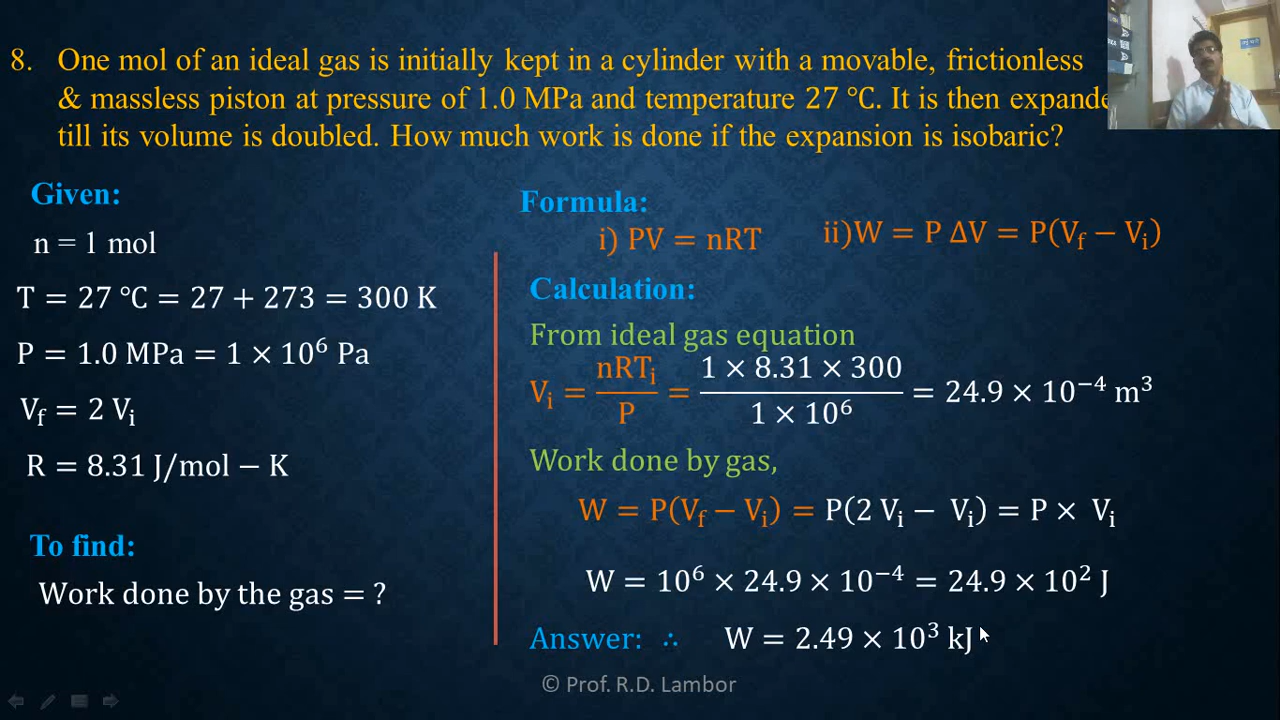 8. One mol of an ideal gas is initially kept in a cylinder with a movable, frictionless
& massless piston at pressure of 1.0 MPa and temperature 27 °C. It is then expande
till its volume is doubled. How much work is done if the expansion is isobaric?
Given:
n = 1 mol
T = 27 °C = 27 + 273 = 300 K
P = 1.0 MPa = 1 × 10⁶ Pa
V_f = 2 V_i
R = 8.31 J/mol − K
To find:
Work done by the gas = ?
Formula:
i) PV = nRT ii)W = P ΔV = P(V_f − V_i)
Calculation:
From ideal gas equation
V_i = nRT_i / P = 1 × 8.31 × 300 / 1 × 10⁶ = 24.9 × 10⁻⁴ m³
Work done by gas,
W = P(V_f − V_i) = P(2 V_i − V_i) = P × V_i
W = 10⁶ × 24.9 × 10⁻⁴ = 24.9 × 10² J
Answer: ∴ W = 2.49 × 10³ kJ
© Prof. R.D. Lambor